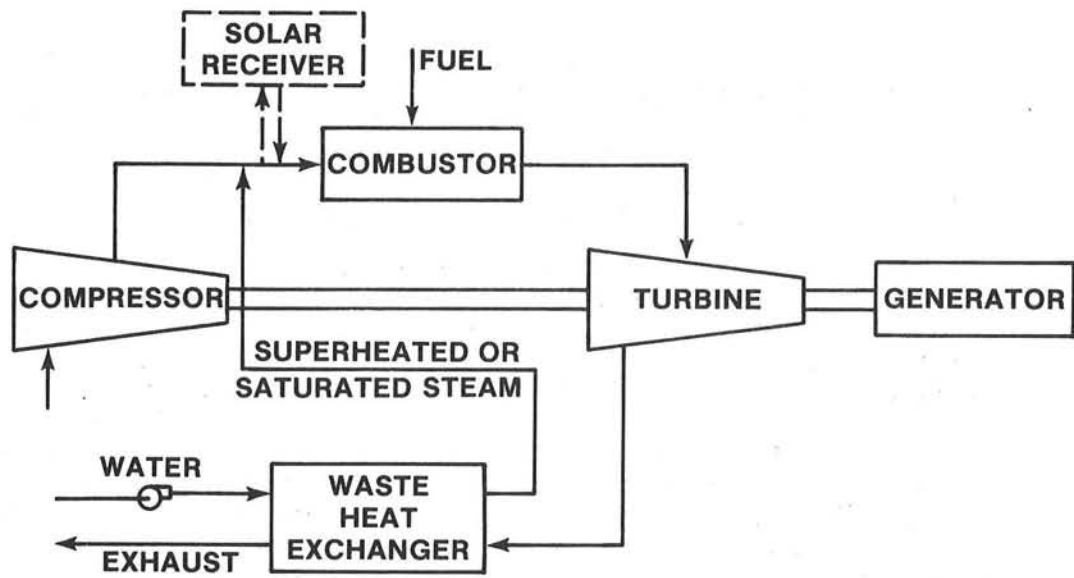 SOLAR
RECEIVER
FUEL
COMBUSTOR
COMPRESSOR
TURBINE
GENERATOR
SUPERHEATED OR
SATURATED STEAM
WATER
WASTE
HEAT
EXCHANGER
EXHAUST